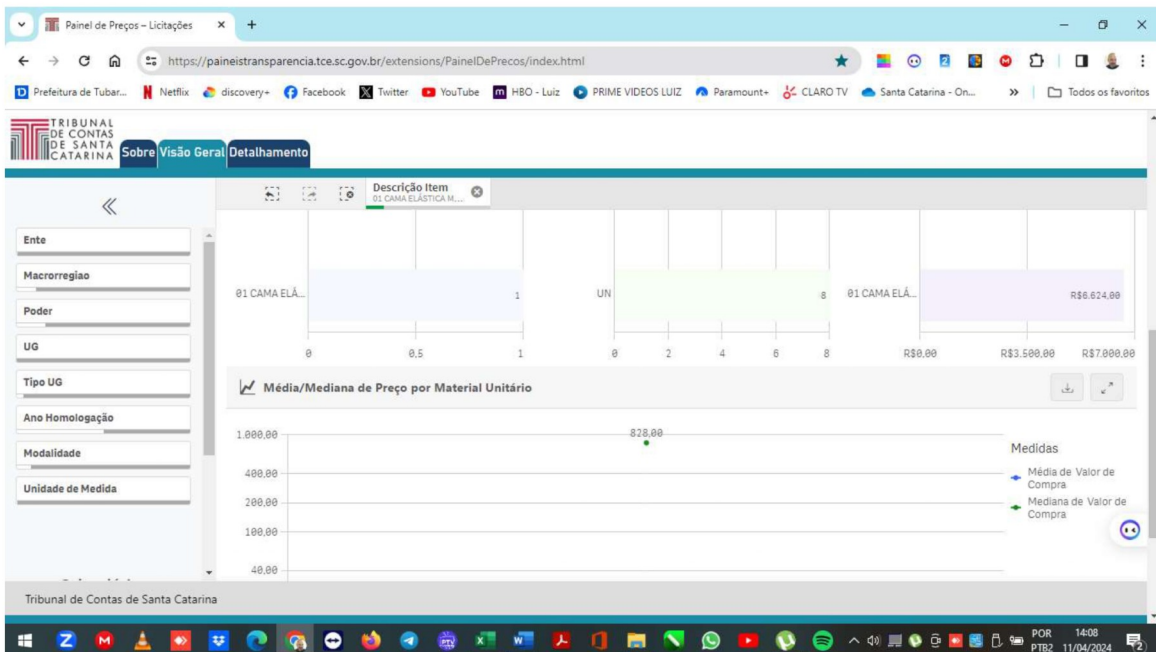 Painel de Preços – Licitações
https://paineistransparencia.tce.sc.gov.br/extensions/PainelDePrecos/index.html
Prefeitura de Tubar... Netflix discovery+ Facebook Twitter YouTube HBO - Luiz PRIME VIDEOS LUIZ Paramount+ CLARO TV Santa Catarina - On... » Todos os favoritos
TRIBUNAL
DE CONTAS
DE SANTA
CATARINA
Sobre Visão Geral Detalhamento
Descrição Item
01 CAMA ELÁSTICA M...
Ente
Macrorregiao
Poder
UG
Tipo UG
Ano Homologação
Modalidade
Unidade de Medida
01 CAMA ELÁ... 1 UN 8 01 CAMA ELÁ... R$6.624,00
0 0,5 1 0 2 4 6 8 R$0,00 R$3.500,00 R$7.000,00
Média/Mediana de Preço por Material Unitário
1.000,00
828,00
400,00
200,00
100,00
40,00
Medidas
Média de Valor de
Compra
Mediana de Valor de
Compra
Tribunal de Contas de Santa Catarina
POR 14:08
PTB2 11/04/2024